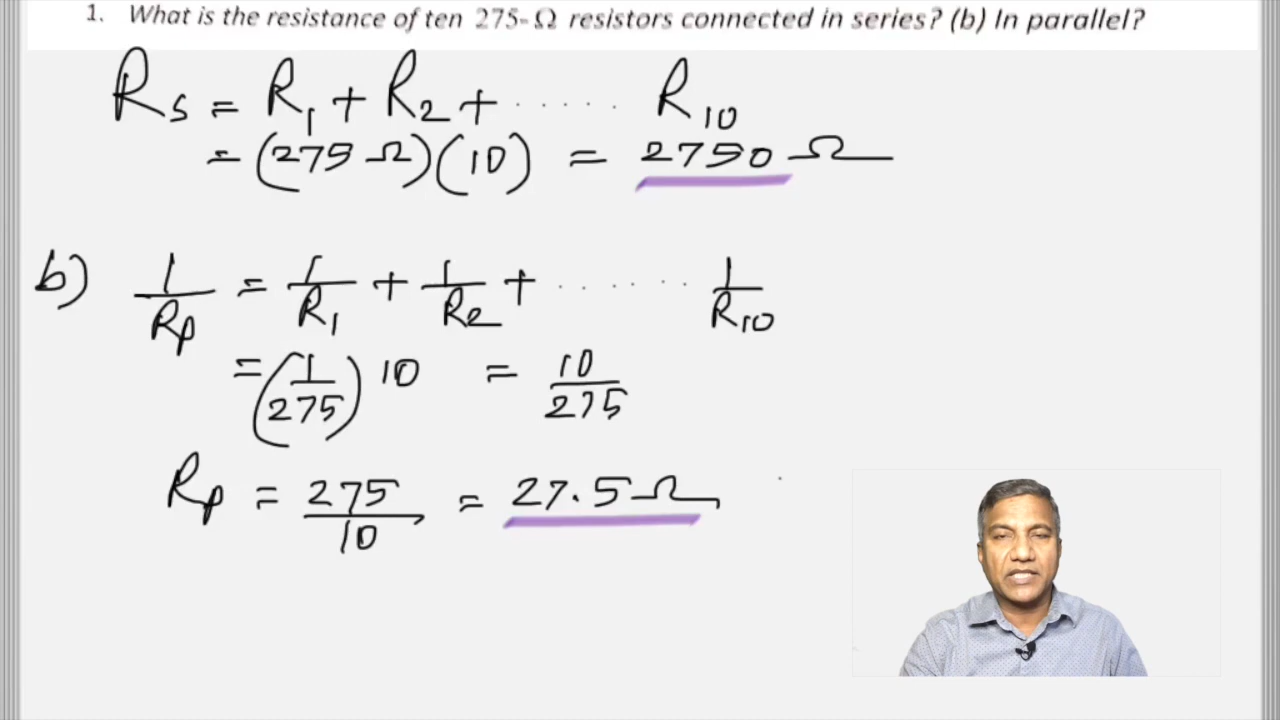 1. What is the resistance of ten 275-Ω resistors connected in series? (b) In parallel?
Rs = R1 + R2 + ..... R10
= (275 Ω)(10) = 2750 Ω
b) 1/Rp = 1/R1 + 1/R2 + ...... 1/R10
= (1/275) 10 = 10/275
Rp = 275/10 = 27.5 Ω